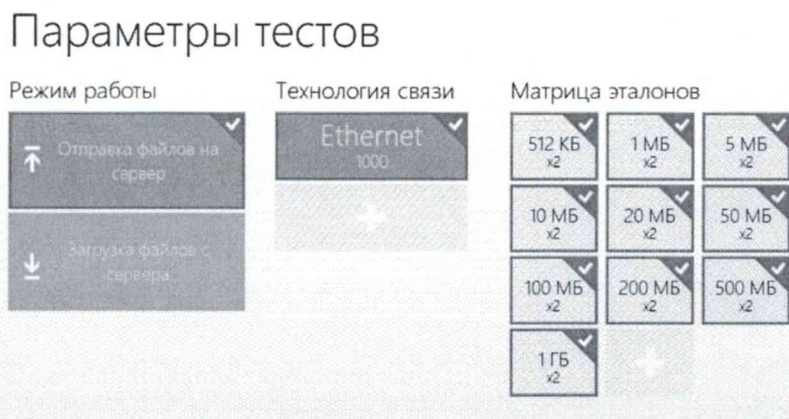 Параметры тестов
Режим работы
Отправка файлов на
сервер
Загрузка файлов с
сервера
Технология связи
Ethernet
1000
Матрица эталонов
512 КБ
x2
1 МБ
x2
5 МБ
x2
10 МБ
x2
20 МБ
x2
50 МБ
x2
100 МБ
x2
200 МБ
x2
500 МБ
x2
1 ГБ
x2